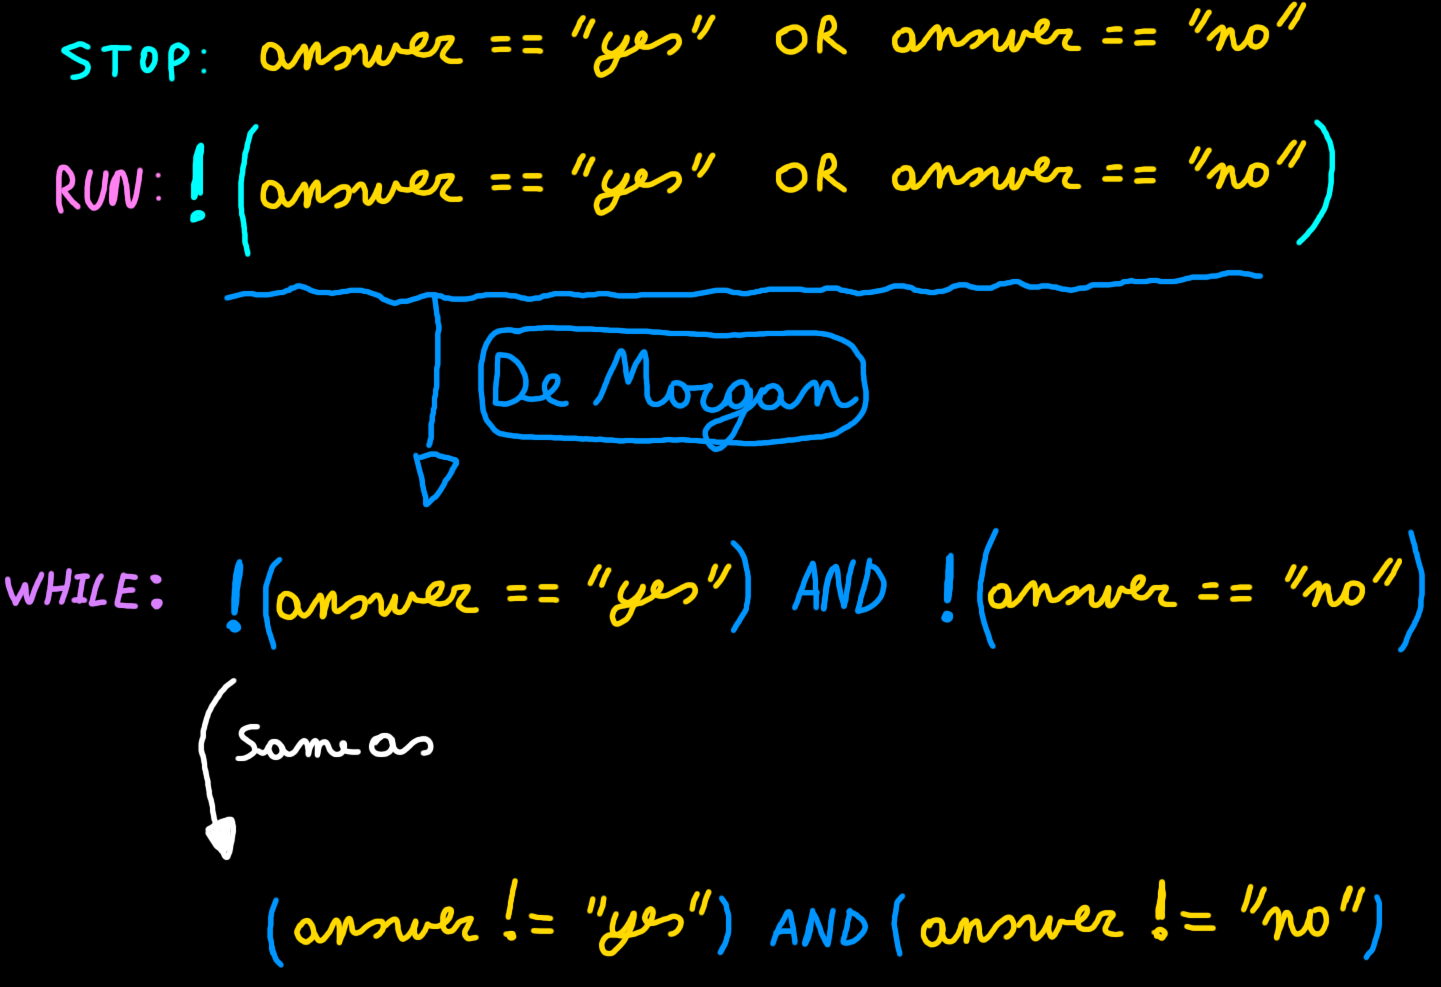 STOP: answer == "yes" OR answer == "no"
RUN: !(answer == "yes" OR answer == "no")
De Morgan
WHILE: !(answer == "yes") AND !(answer == "no")
Same as
(answer != "yes") AND (answer != "no")